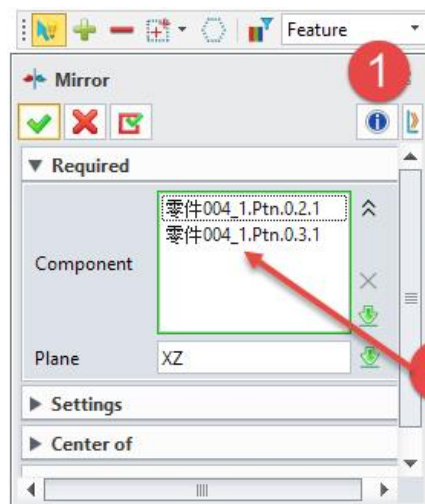 Feature
1
Mirror
Required
Component
零件004_1.Ptn.0.2.1
零件004_1.Ptn.0.3.1
Plane
XZ
Settings
Center of